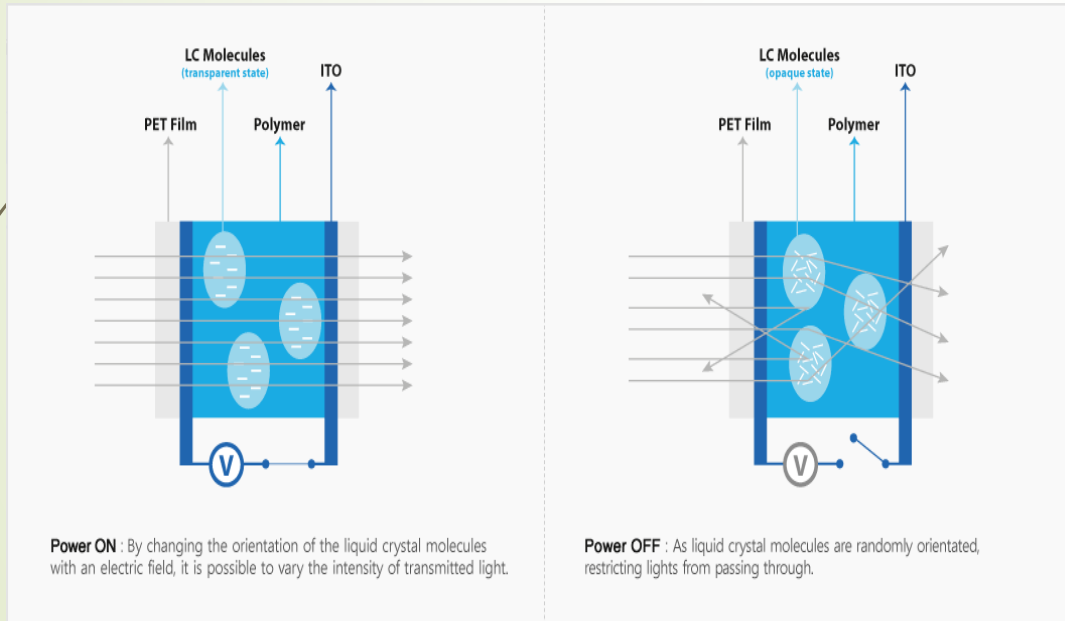 LC Molecules
(transparent state)
ITO
PET Film
Polymer
V
Power ON : By changing the orientation of the liquid crystal molecules
with an electric field, it is possible to vary the intensity of transmitted light.
LC Molecules
(opaque state)
ITO
PET Film
Polymer
V
Power OFF : As liquid crystal molecules are randomly orientated,
restricting lights from passing through.